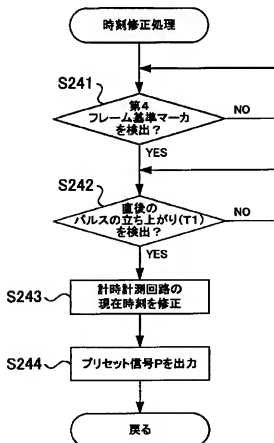 時刻修正処理
S241
第4
フレーム基準マーカ
を検出?
NO
YES
S242
直後の
パルスの立ち上がり(T1)
を検出?
NO
YES
S243
計時計測回路の
現在時刻を修正
S244
プリセット信号Pを出力
戻る